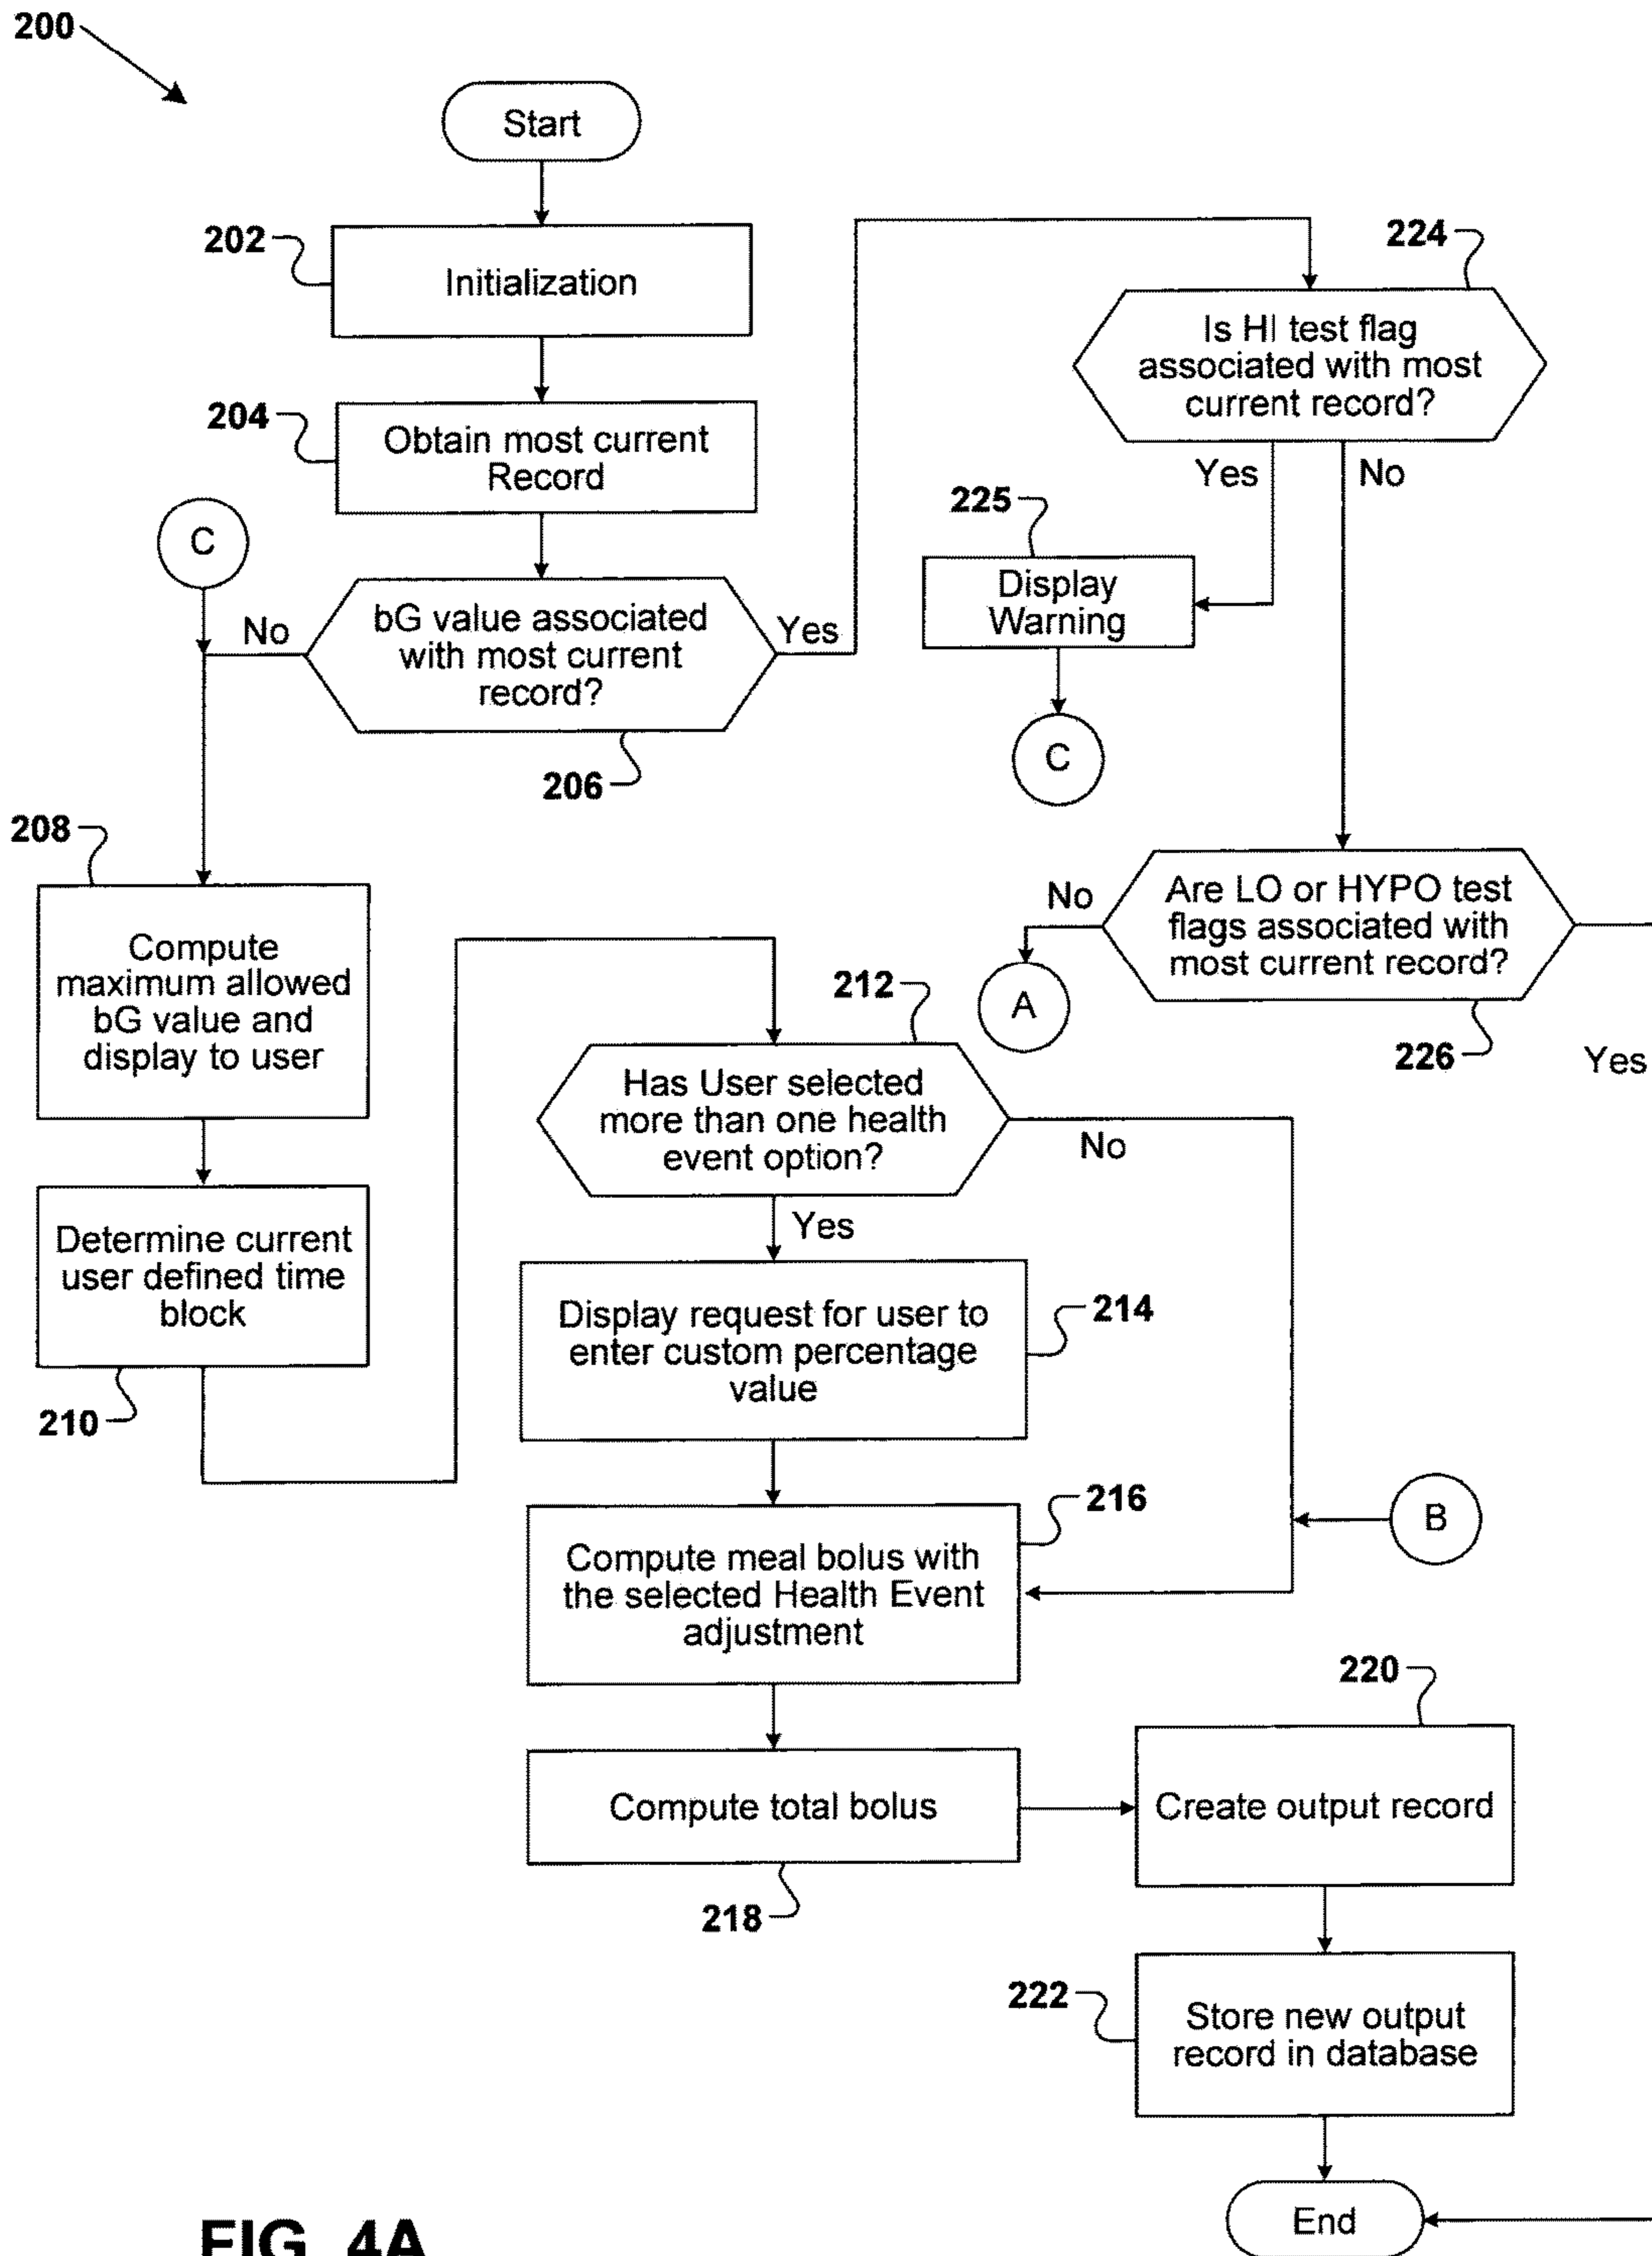 200
Start
202
Initialization
204
Obtain most current
Record
C
No
bG value associated
with most current
record?
Yes
206
224
Is HI test flag
associated with most
current record?
Yes
No
225
Display
Warning
C
208
Compute
maximum allowed
bG value and
display to user
No
Are LO or HYPO test
flags associated with
most current record?
A
226
Yes
212
Has User selected
more than one health
event option?
No
Yes
Determine current
user defined time
block
210
Display request for user to
enter custom percentage
value
214
216
Compute meal bolus with
the selected Health Event
adjustment
B
220
Compute total bolus
218
Create output record
222
Store new output
record in database
End
FIG. 4A